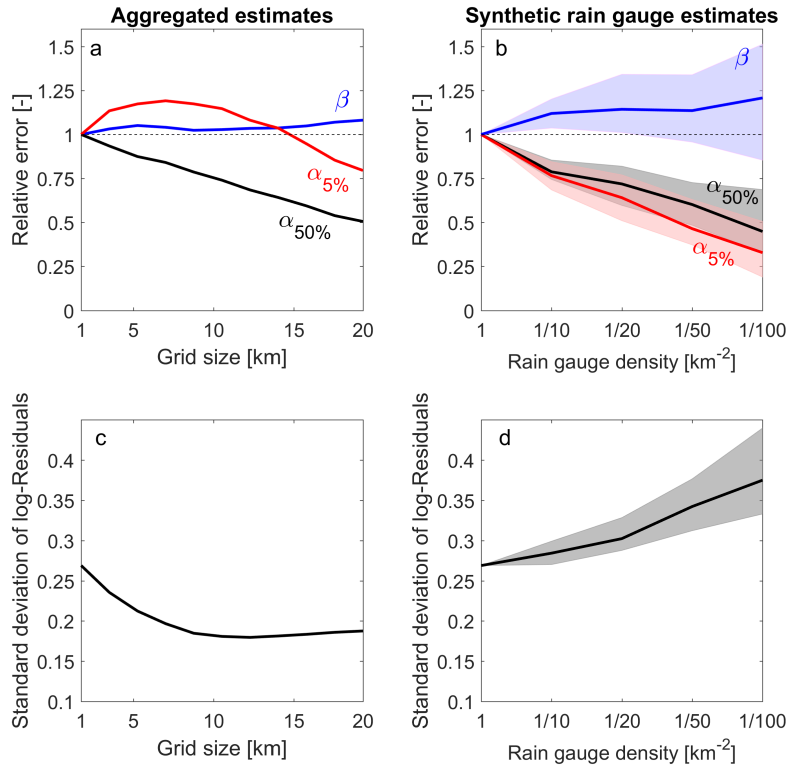 Aggregated estimates
a
1.5
1.25
1
0.75
0.5
0.25
0
Relative error [-]
β
α5%
α50%
1 5 10 15 20
Grid size [km]
Synthetic rain gauge estimates
b
1.5
1.25
1
0.75
0.5
0.25
0
Relative error [-]
β
α50%
α5%
1 1/10 1/20 1/50 1/100
Rain gauge density [km-2]
c
0.4
0.35
0.3
0.25
0.2
0.15
0.1
Standard deviation of log-Residuals
1 5 10 15 20
Grid size [km]
d
0.4
0.35
0.3
0.25
0.2
0.15
0.1
Standard deviation of log-Residuals
1 1/10 1/20 1/50 1/100
Rain gauge density [km-2]